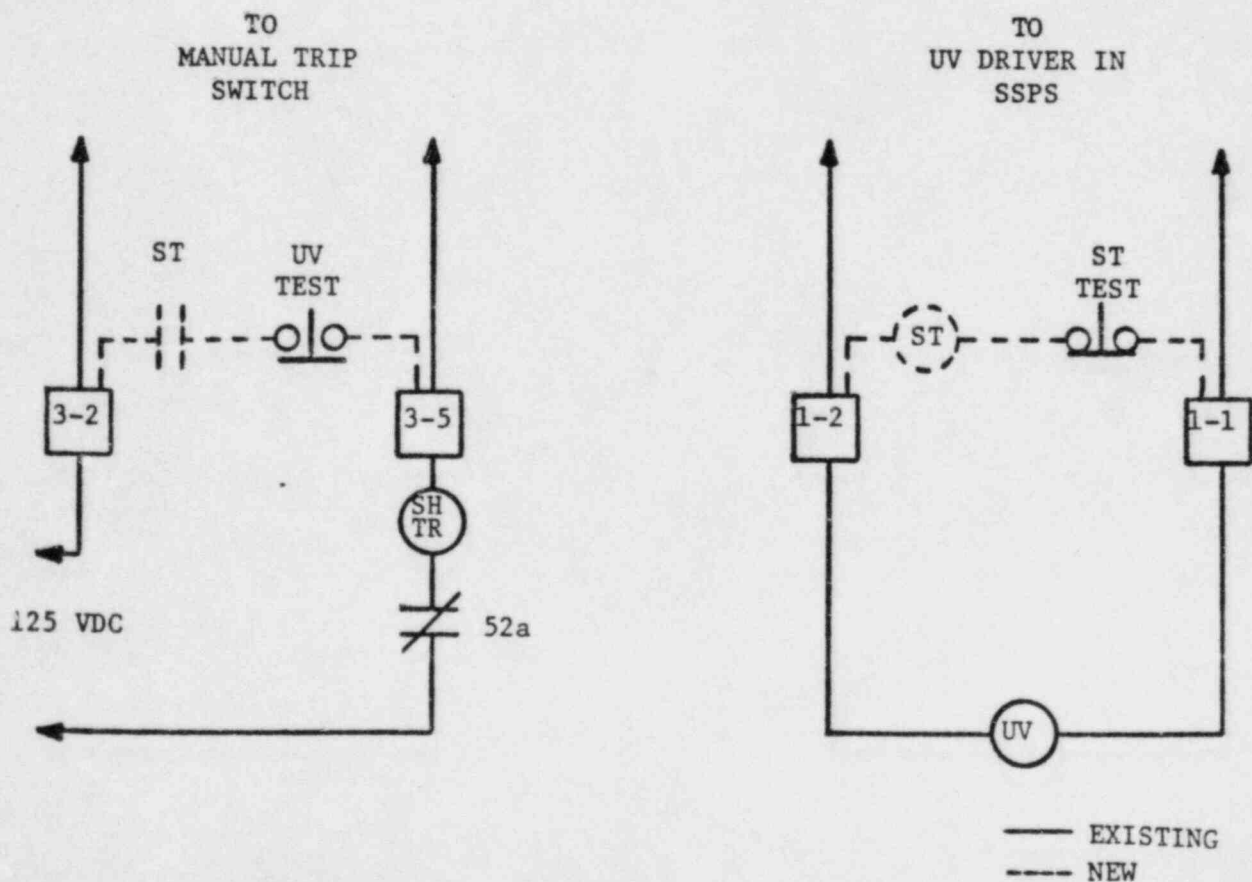 TO
MANUAL TRIP
SWITCH
TO
UV DRIVER IN
SSPS
ST
UV
TEST
ST
TEST
ST
3-2
3-5
1-2
1-1
SH
TR
125 VDC
52a
UV
EXISTING
NEW